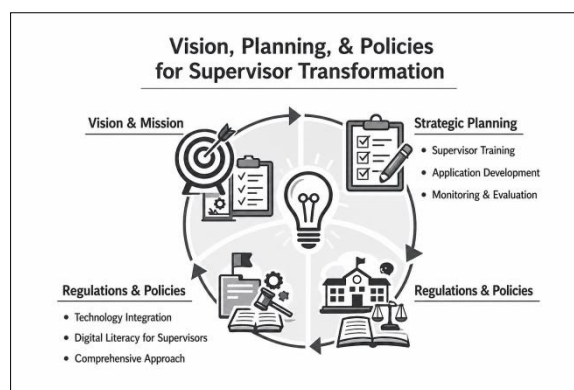 Vision, Planning, & Policies
for Supervisor Transformation
Vision & Mission
Strategic Planning
• Supervisor Training
• Application Development
• Monitoring & Evaluation
Regulations & Policies
• Technology Integration
• Digital Literacy for Supervisors
• Comprehensive Approach
Regulations & Policies